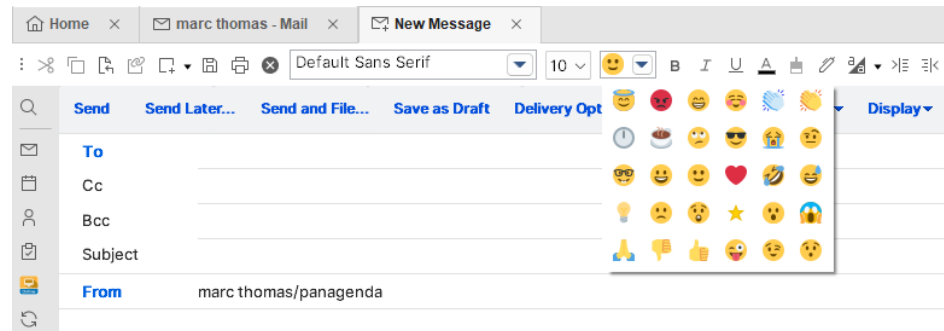 Home marc thomas - Mail New Message
Default Sans Serif 10 B I U A
Send Send Later... Send and File... Save as Draft Delivery Opt Display
To
Cc
Bcc
Subject
From marc thomas/panagenda